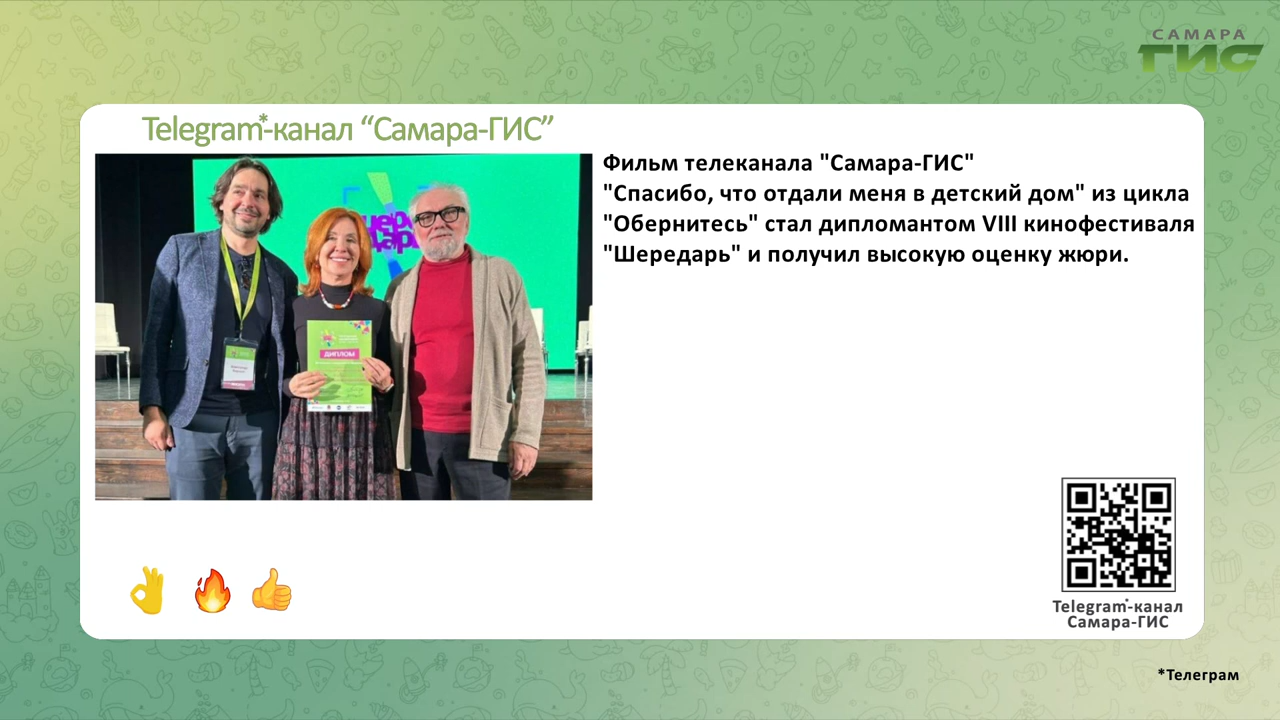 САМАРА
ГИС
Telegram*-канал “Самара-ГИС”
Фильм телеканала "Самара-ГИС"
"Спасибо, что отдали меня в детский дом" из цикла
"Обернитесь" стал дипломантом VIII кинофестиваля
"Шередарь" и получил высокую оценку жюри.
ДИПЛОМ
Telegram*-канал
Самара-ГИС
*Телеграм